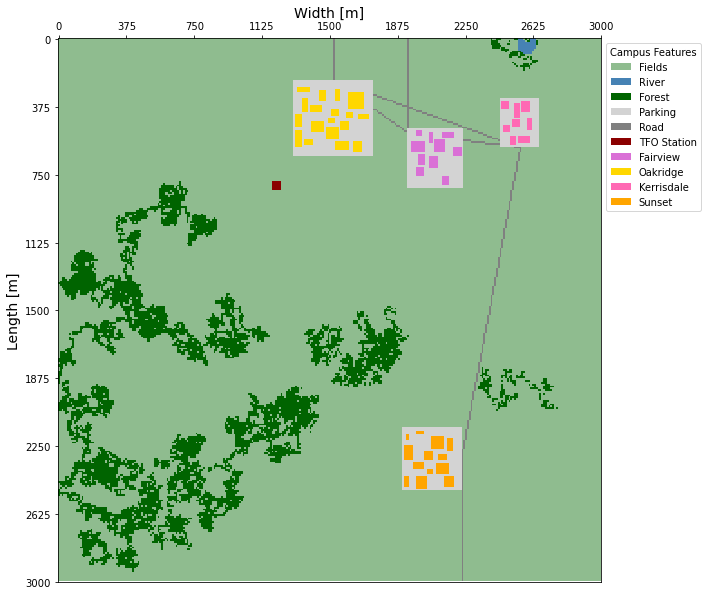 Width [m]
0 375 750 1125 1500 1875 2250 2625 3000
Campus Features
Fields
River
Forest
Parking
Road
TFO Station
Fairview
Oakridge
Kerrisdale
Sunset
Length [m]
0
375
750
1125
1500
1875
2250
2625
3000